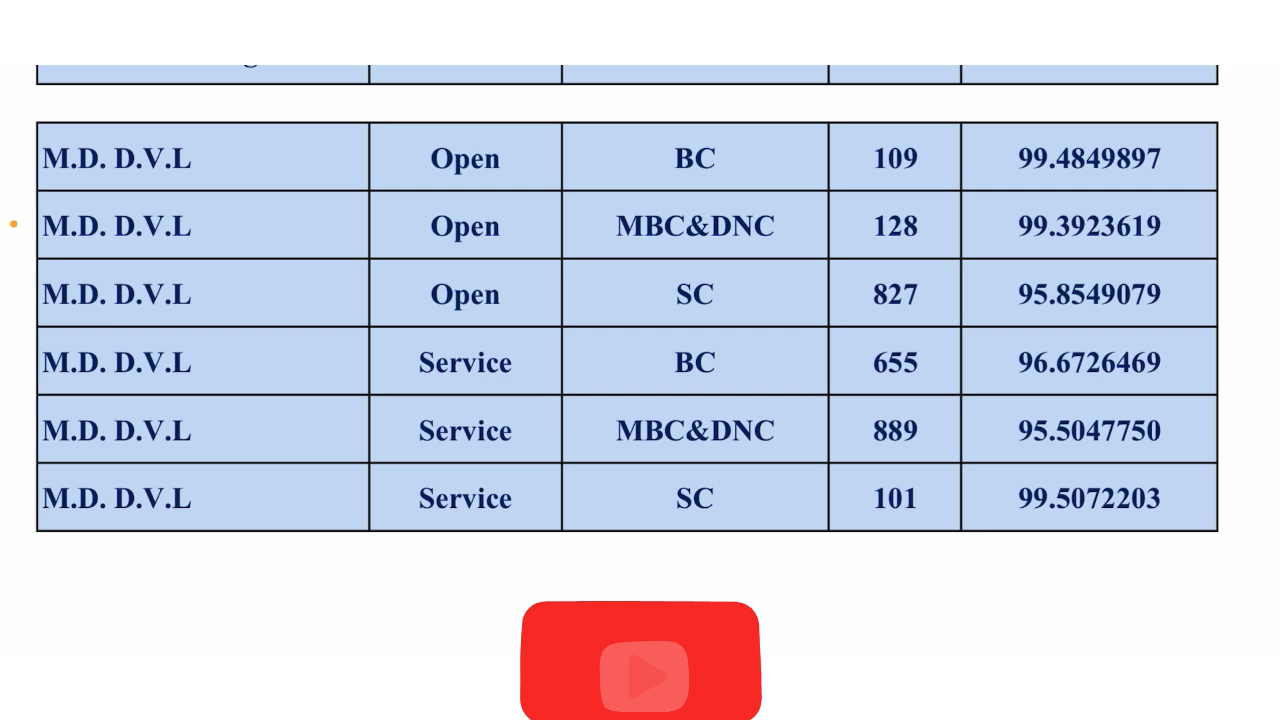 M.D. D.V.L Open BC 109 99.4849897
M.D. D.V.L Open MBC&DNC 128 99.3923619
M.D. D.V.L Open SC 827 95.8549079
M.D. D.V.L Service BC 655 96.6726469
M.D. D.V.L Service MBC&DNC 889 95.5047750
M.D. D.V.L Service SC 101 99.5072203